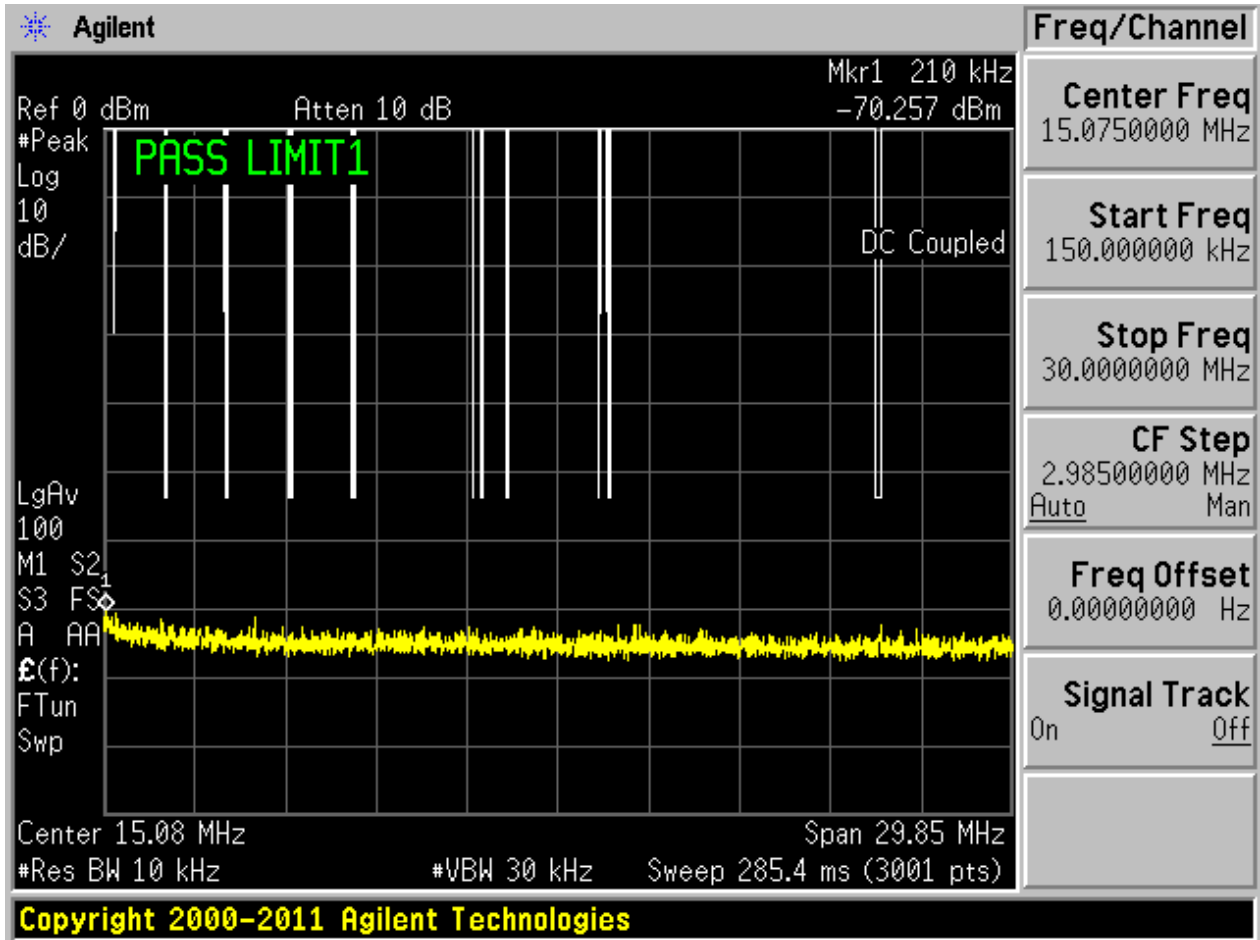 Agilent
Freq/Channel
Mkr1 210 kHz
Ref 0 dBm Atten 10 dB -70.257 dBm
#Peak
Log
10
dB/
PASS LIMIT1
DC Coupled
LgAv
100
M1 S2
S3 FS
A AA
£(f):
FTun
Swp
1
Center 15.08 MHz Span 29.85 MHz
#Res BW 10 kHz #VBW 30 kHz Sweep 285.4 ms (3001 pts)
Copyright 2000-2011 Agilent Technologies
Center Freq
15.0750000 MHz
Start Freq
150.000000 kHz
Stop Freq
30.0000000 MHz
CF Step
2.98500000 MHz
Auto Man
Freq Offset
0.00000000 Hz
Signal Track
On Off